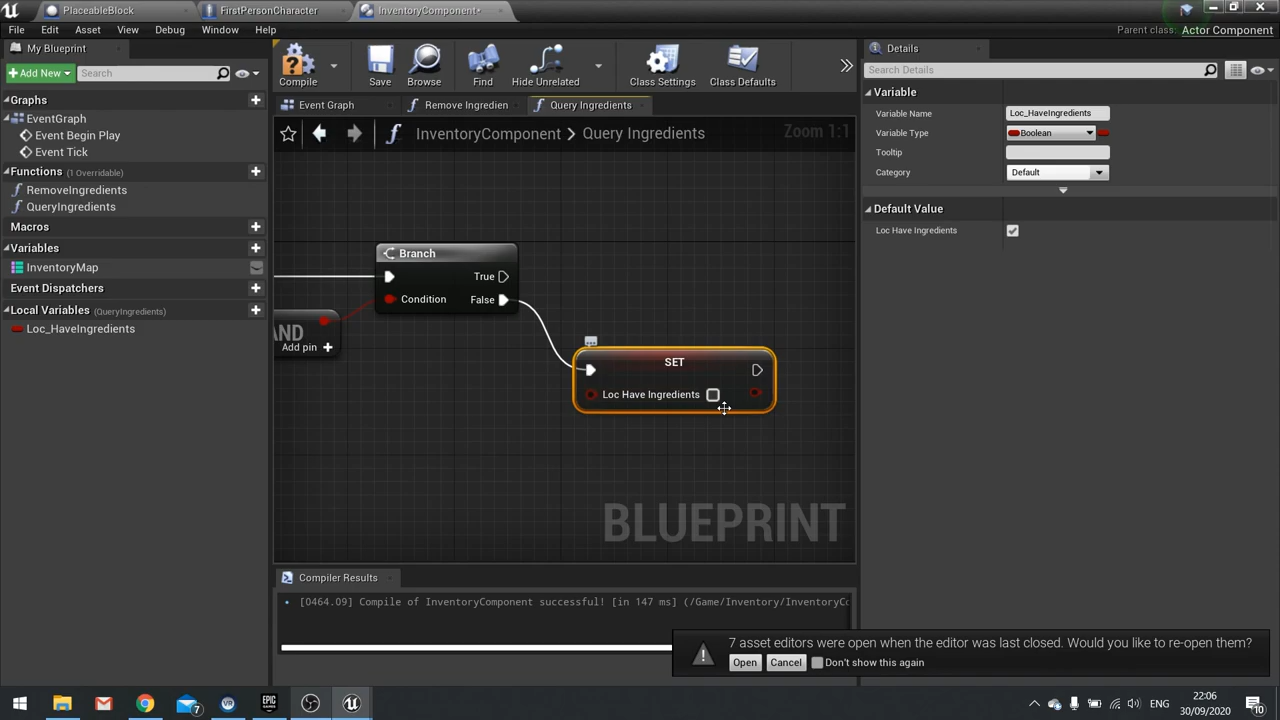 PlaceableBlock
FirstPersonCharacter
InventoryComponent*
File Edit Asset View Debug Window Help
Parent class: Actor Component
My Blueprint
Add New
Search
Compile
Save
Browse
Find
Hide Unrelated
Class Settings
Class Defaults
Details
Search Details
Graphs
EventGraph
Event Begin Play
Event Tick
Functions (1 Overridable)
RemoveIngredients
QueryIngredients
Macros
Variables
InventoryMap
Event Dispatchers
Local Variables (QueryIngredients)
Loc_HaveIngredients
Event Graph
Remove Ingredien
Query Ingredients
InventoryComponent > Query Ingredients
Zoom 1:1
Branch
True
Condition False
AND
Add pin
SET
Loc Have Ingredients
BLUEPRINT
Variable
Variable Name Loc_HaveIngredients
Variable Type Boolean
Tooltip
Category Default
Default Value
Loc Have Ingredients
Compiler Results
[0464.09] Compile of InventoryComponent successful! [in 147 ms] (/Game/Inventory/InventoryCo
7 asset editors were open when the editor was last closed. Would you like to re-open them?
Open Cancel Don't show this again
7
EPIC
ENG
22:06
30/09/2020
10